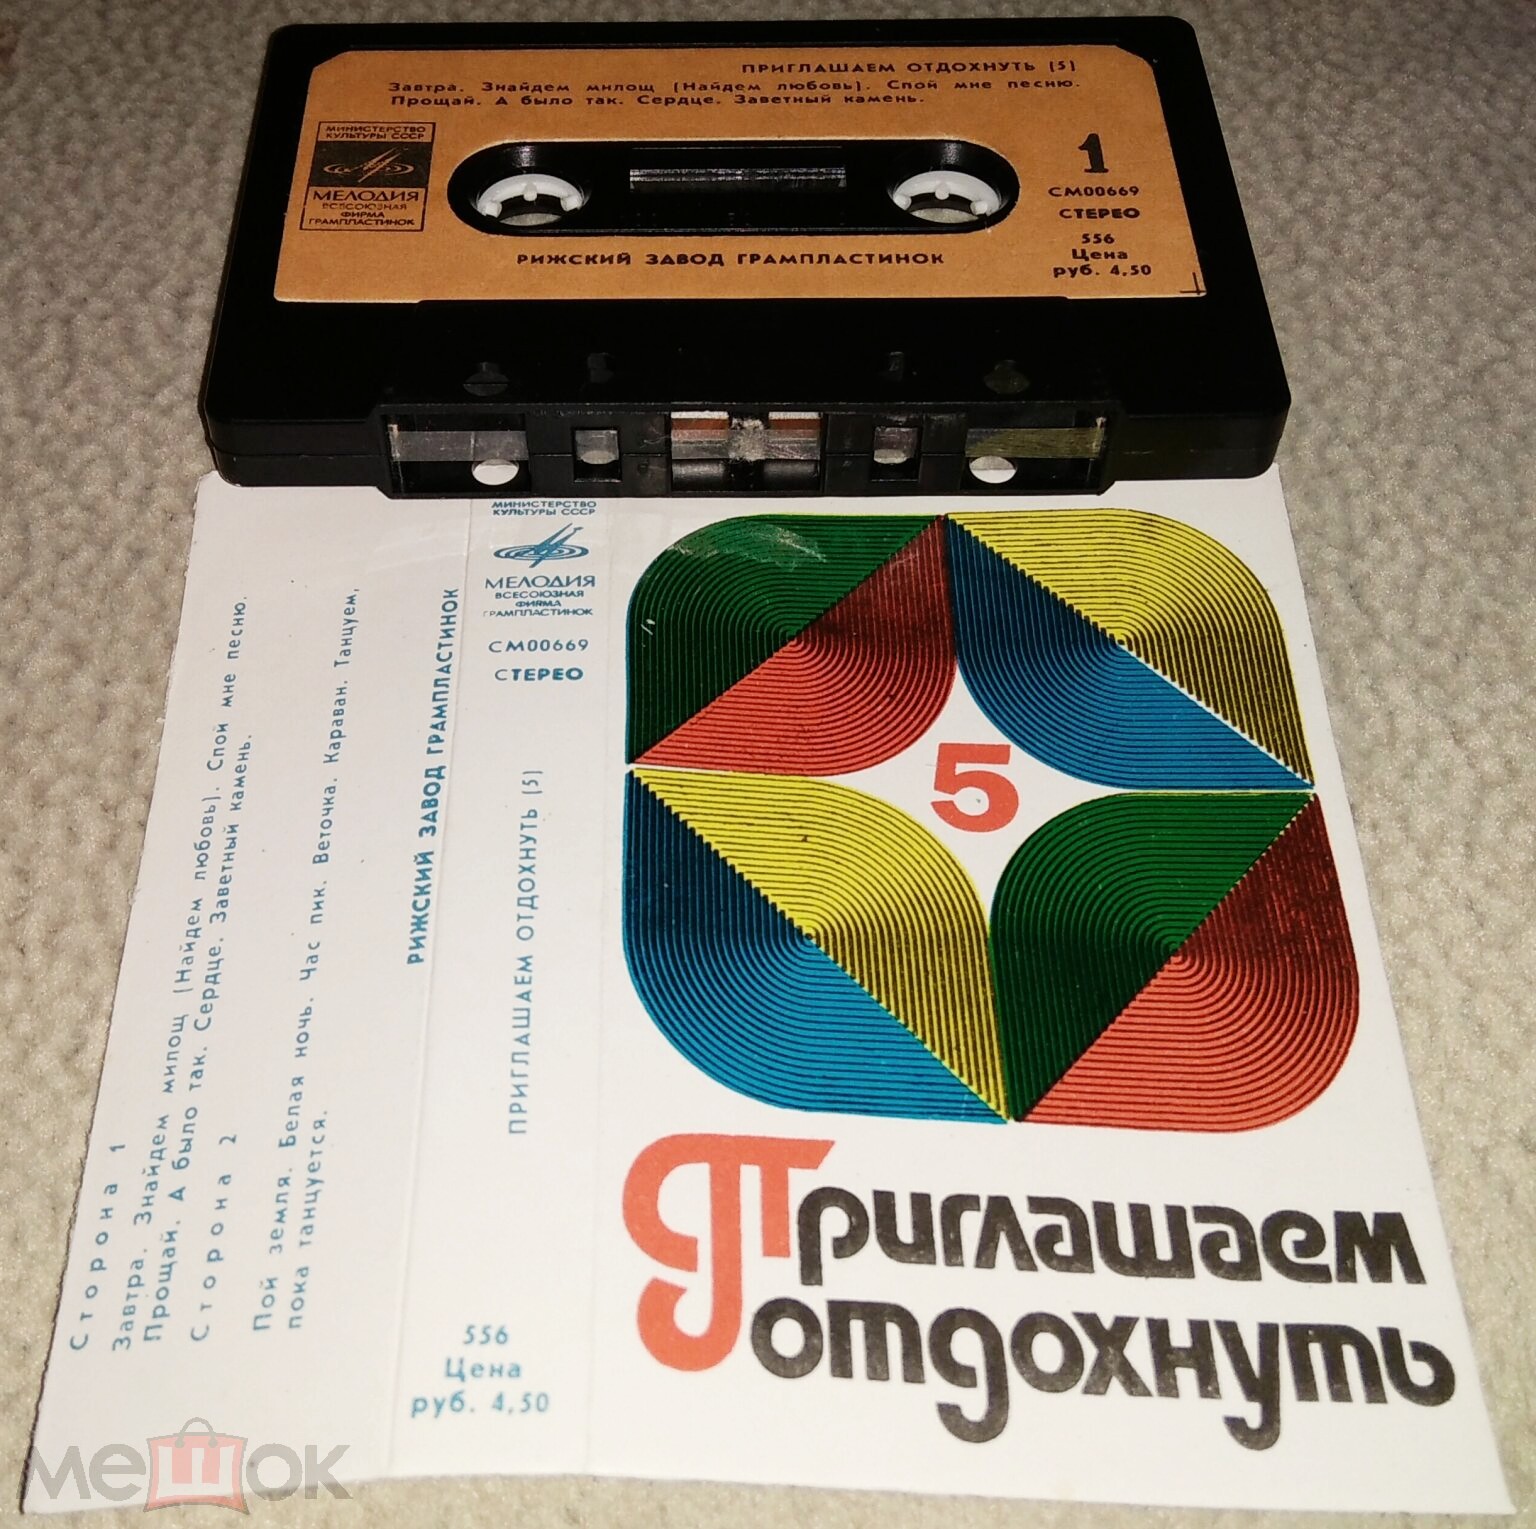 ПРИГЛАШАЕМ ОТДОХНУТЬ (5)
Завтра. Знайдем милощ (Найдем любовь). Спой мне песню.
Прощай. А было так. Сердце. Заветный камень.
МИНИСТЕРСТВО
КУЛЬТУРЫ СССР
МЕЛОДИЯ
ВСЕСОЮЗНАЯ
ФИРМА
ГРАМПЛАСТИНОК
1
СМ00669
СТЕРЕО
556
Цена
руб. 4,50
РИЖСКИЙ ЗАВОД ГРАМПЛАСТИНОК
Сторона 1
Завтра. Знайдем милощ (Найдем любовь). Спой мне песню.
Прощай. А было так. Сердце. Заветный камень.
Сторона 2
Пой земля. Белая ночь. Час пик. Веточка. Караван. Танцуем,
пока танцуется.
РИЖСКИЙ ЗАВОД ГРАМПЛАСТИНОК
МИНИСТЕРСТВО
КУЛЬТУРЫ СССР
МЕЛОДИЯ
ВСЕСОЮЗНАЯ
ФИРМА
ГРАМПЛАСТИНОК
СМ00669
СТЕРЕО
ПРИГЛАШАЕМ ОТДОХНУТЬ (5)
556
Цена
руб. 4,50
5
Приглашаем
отдохнуть
мешок